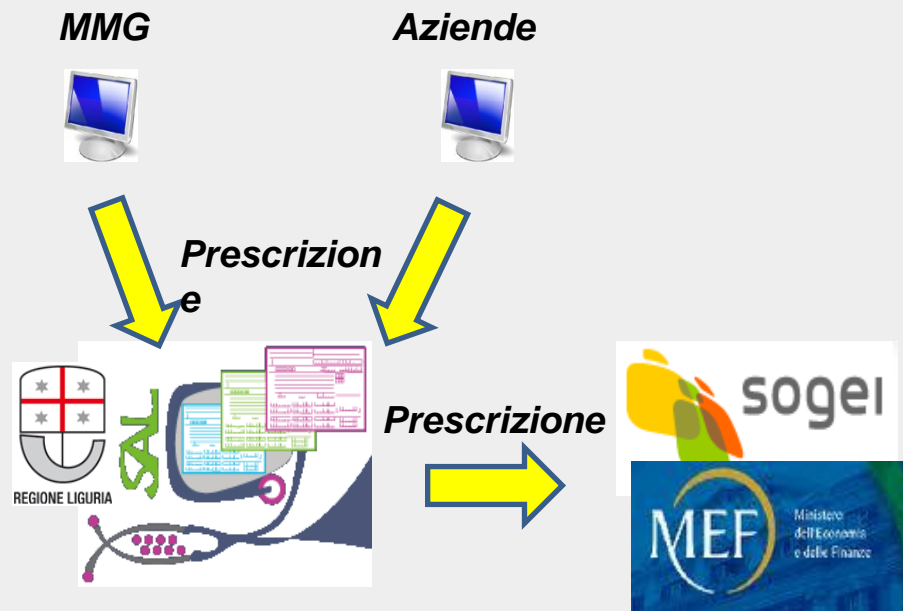 MMG
Aziende
Prescrizion
e
Prescrizione
sogei
SAL
REGIONE LIGURIA
MEF
Ministero
dell'Economia
e delle Finanze